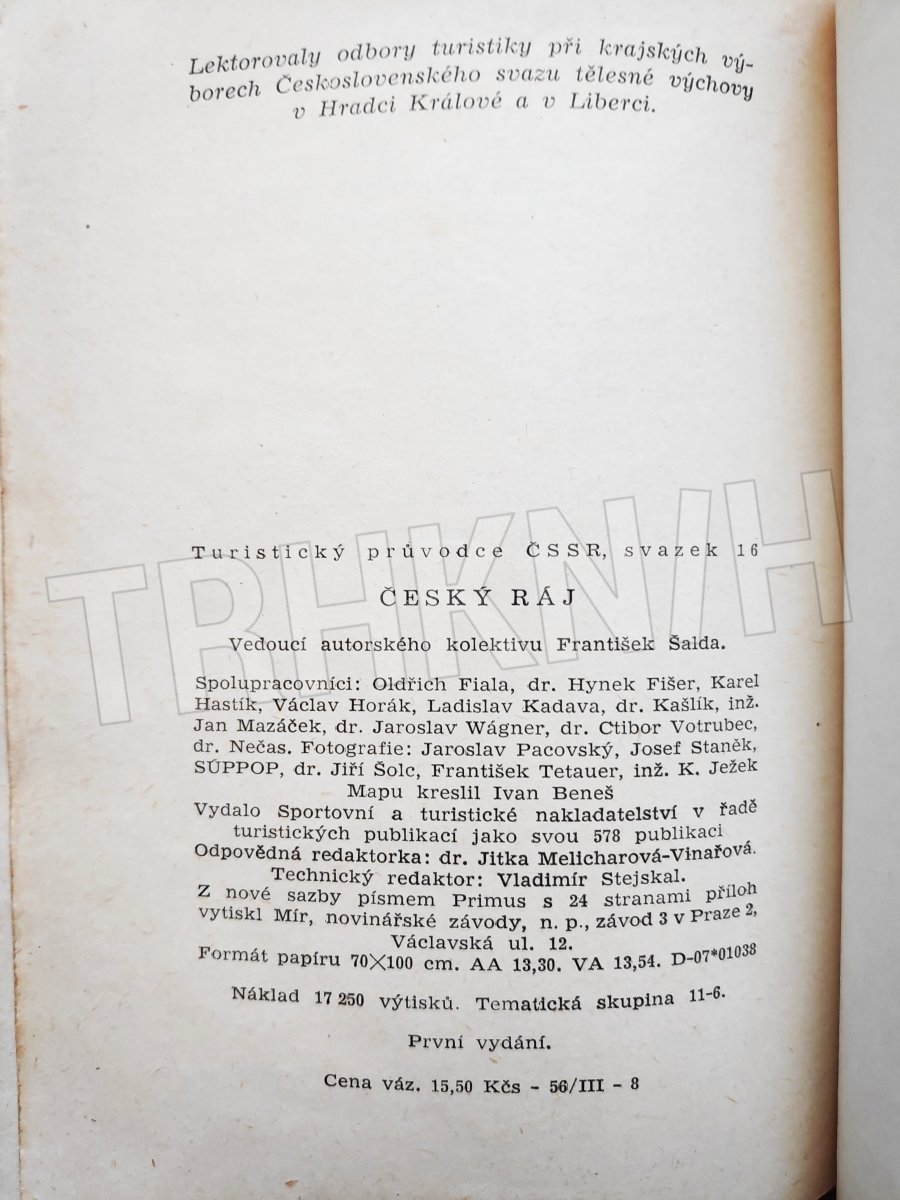 Lektorovaly odbory turistiky při krajských vý-
borech Československého svazu tělesné výchovy
v Hradci Králové a v Liberci.
Turistický průvodce ČSSR, svazek 16
ČESKÝ RÁJ
Vedoucí autorského kolektivu František Šalda.
Spolupracovníci: Oldřich Fiala, dr. Hynek Fišer, Karel
Hastík, Václav Horák, Ladislav Kadava, dr. Kašlík, inž.
Jan Mazáček, dr. Jaroslav Wágner, dr. Ctibor Votrubec,
dr. Nečas. Fotografie: Jaroslav Pacovský, Josef Staněk,
SÚPPOP, dr. Jiří Šolc, František Tetauer, inž. K. Ježek
Mapu kreslil Ivan Beneš
Vydalo Sportovní a turistické nakladatelství v řadě
turistických publikací jako svou 578 publikaci
Odpovědná redaktorka: dr. Jitka Melicharová-Vinařová.
Technický redaktor: Vladimír Stejskal.
Z nové sazby písmem Primus s 24 stranami příloh
vytiskl Mír, novinářské závody, n. p., závod 3 v Praze 2,
Václavská ul. 12.
Formát papíru 70×100 cm. AA 13,30. VA 13,54. D-07*01038
Náklad 17 250 výtisků. Tematická skupina 11-6.
První vydání.
Cena váz. 15,50 Kčs - 56/III - 8
TRHKNIH